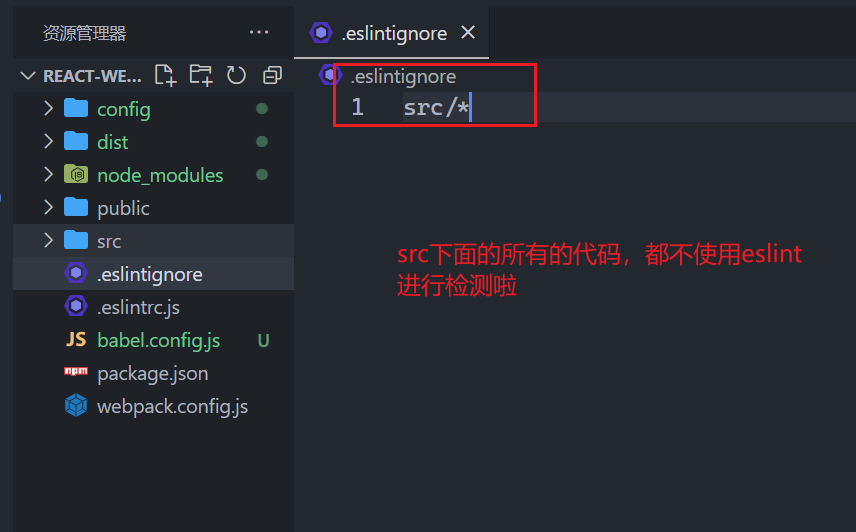 资源管理器 ···
.eslintignore
REACT-WE...
.eslintignore
1 src/*
config
dist
node_modules
public
src
.eslintignore
.eslintrc.js
JS babel.config.js U
npm package.json
webpack.config.js
src下面的所有的代码，都不使用eslint
进行检测啦